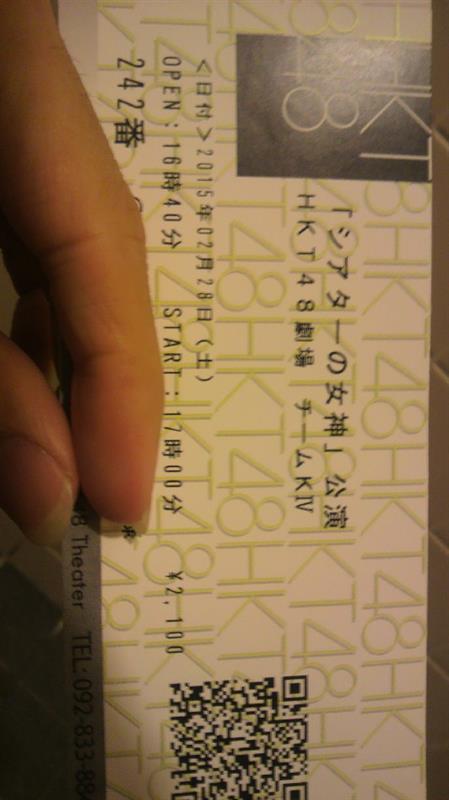 HKT48
「シアターの女神」公演
HKT48劇場 チームKⅣ
<日付>2015年02月28日(土)
OPEN:16時40分 START:17時00分 ¥2,100
242番
8 Theater TEL:092-833-88